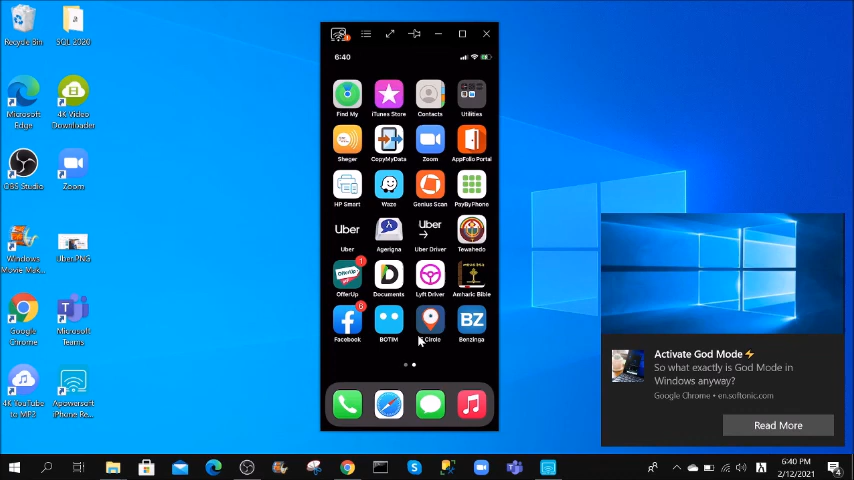 Recycle Bin
SQL 2020
Microsoft
Edge
4K Video
Downloader
OBS Studio
Zoom
Windows
Movie Mak...
UberPNG
Google
Chrome
Microsoft
Teams
4K YouTube
to MP3
Apowersoft
iPhone Re...
6:40
Find My
iTunes Store
Contacts
Utilities
Sheger
CopyMyData
Zoom
AppFolio Portal
HP Smart
Waze
Genius Scan
PayByPhone
Uber
Uber
Uber
Agerigna
Uber Driver
Tewahedo
OfferUp
1
OfferUp
Documents
Lyft Driver
Amharic Bible
6
Facebook
BOTIM
Circle
BZ
Benzinga
Activate God Mode⚡
So what exactly is God Mode in
Windows anyway?
Google Chrome • en.softonic.com
Read More
6:40 PM
2/12/2021
4